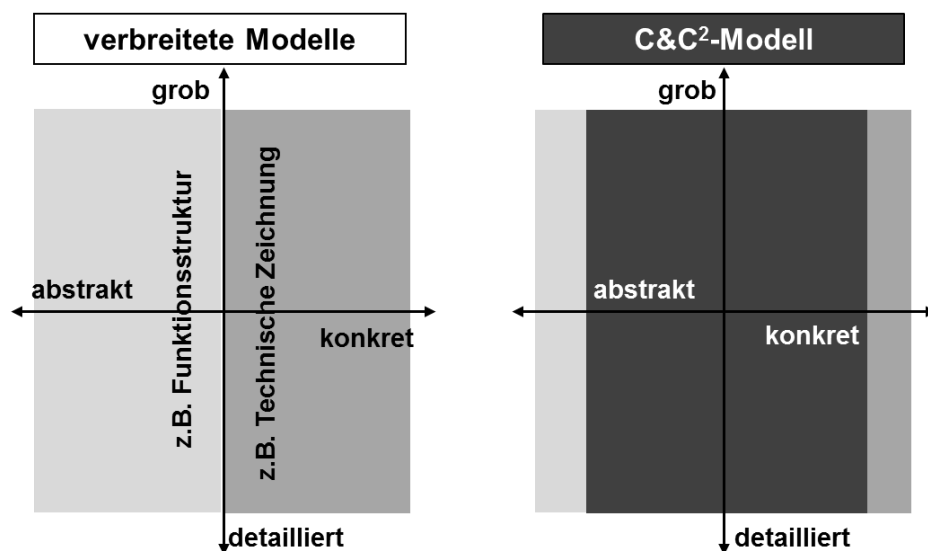 verbreitete Modelle
grob
abstrakt
konkret
z.B. Funktionsstruktur
z.B. Technische Zeichnung
detailliert
C&C²-Modell
grob
abstrakt
konkret
detailliert